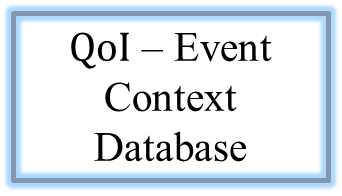 QoI – Event
Context
Database